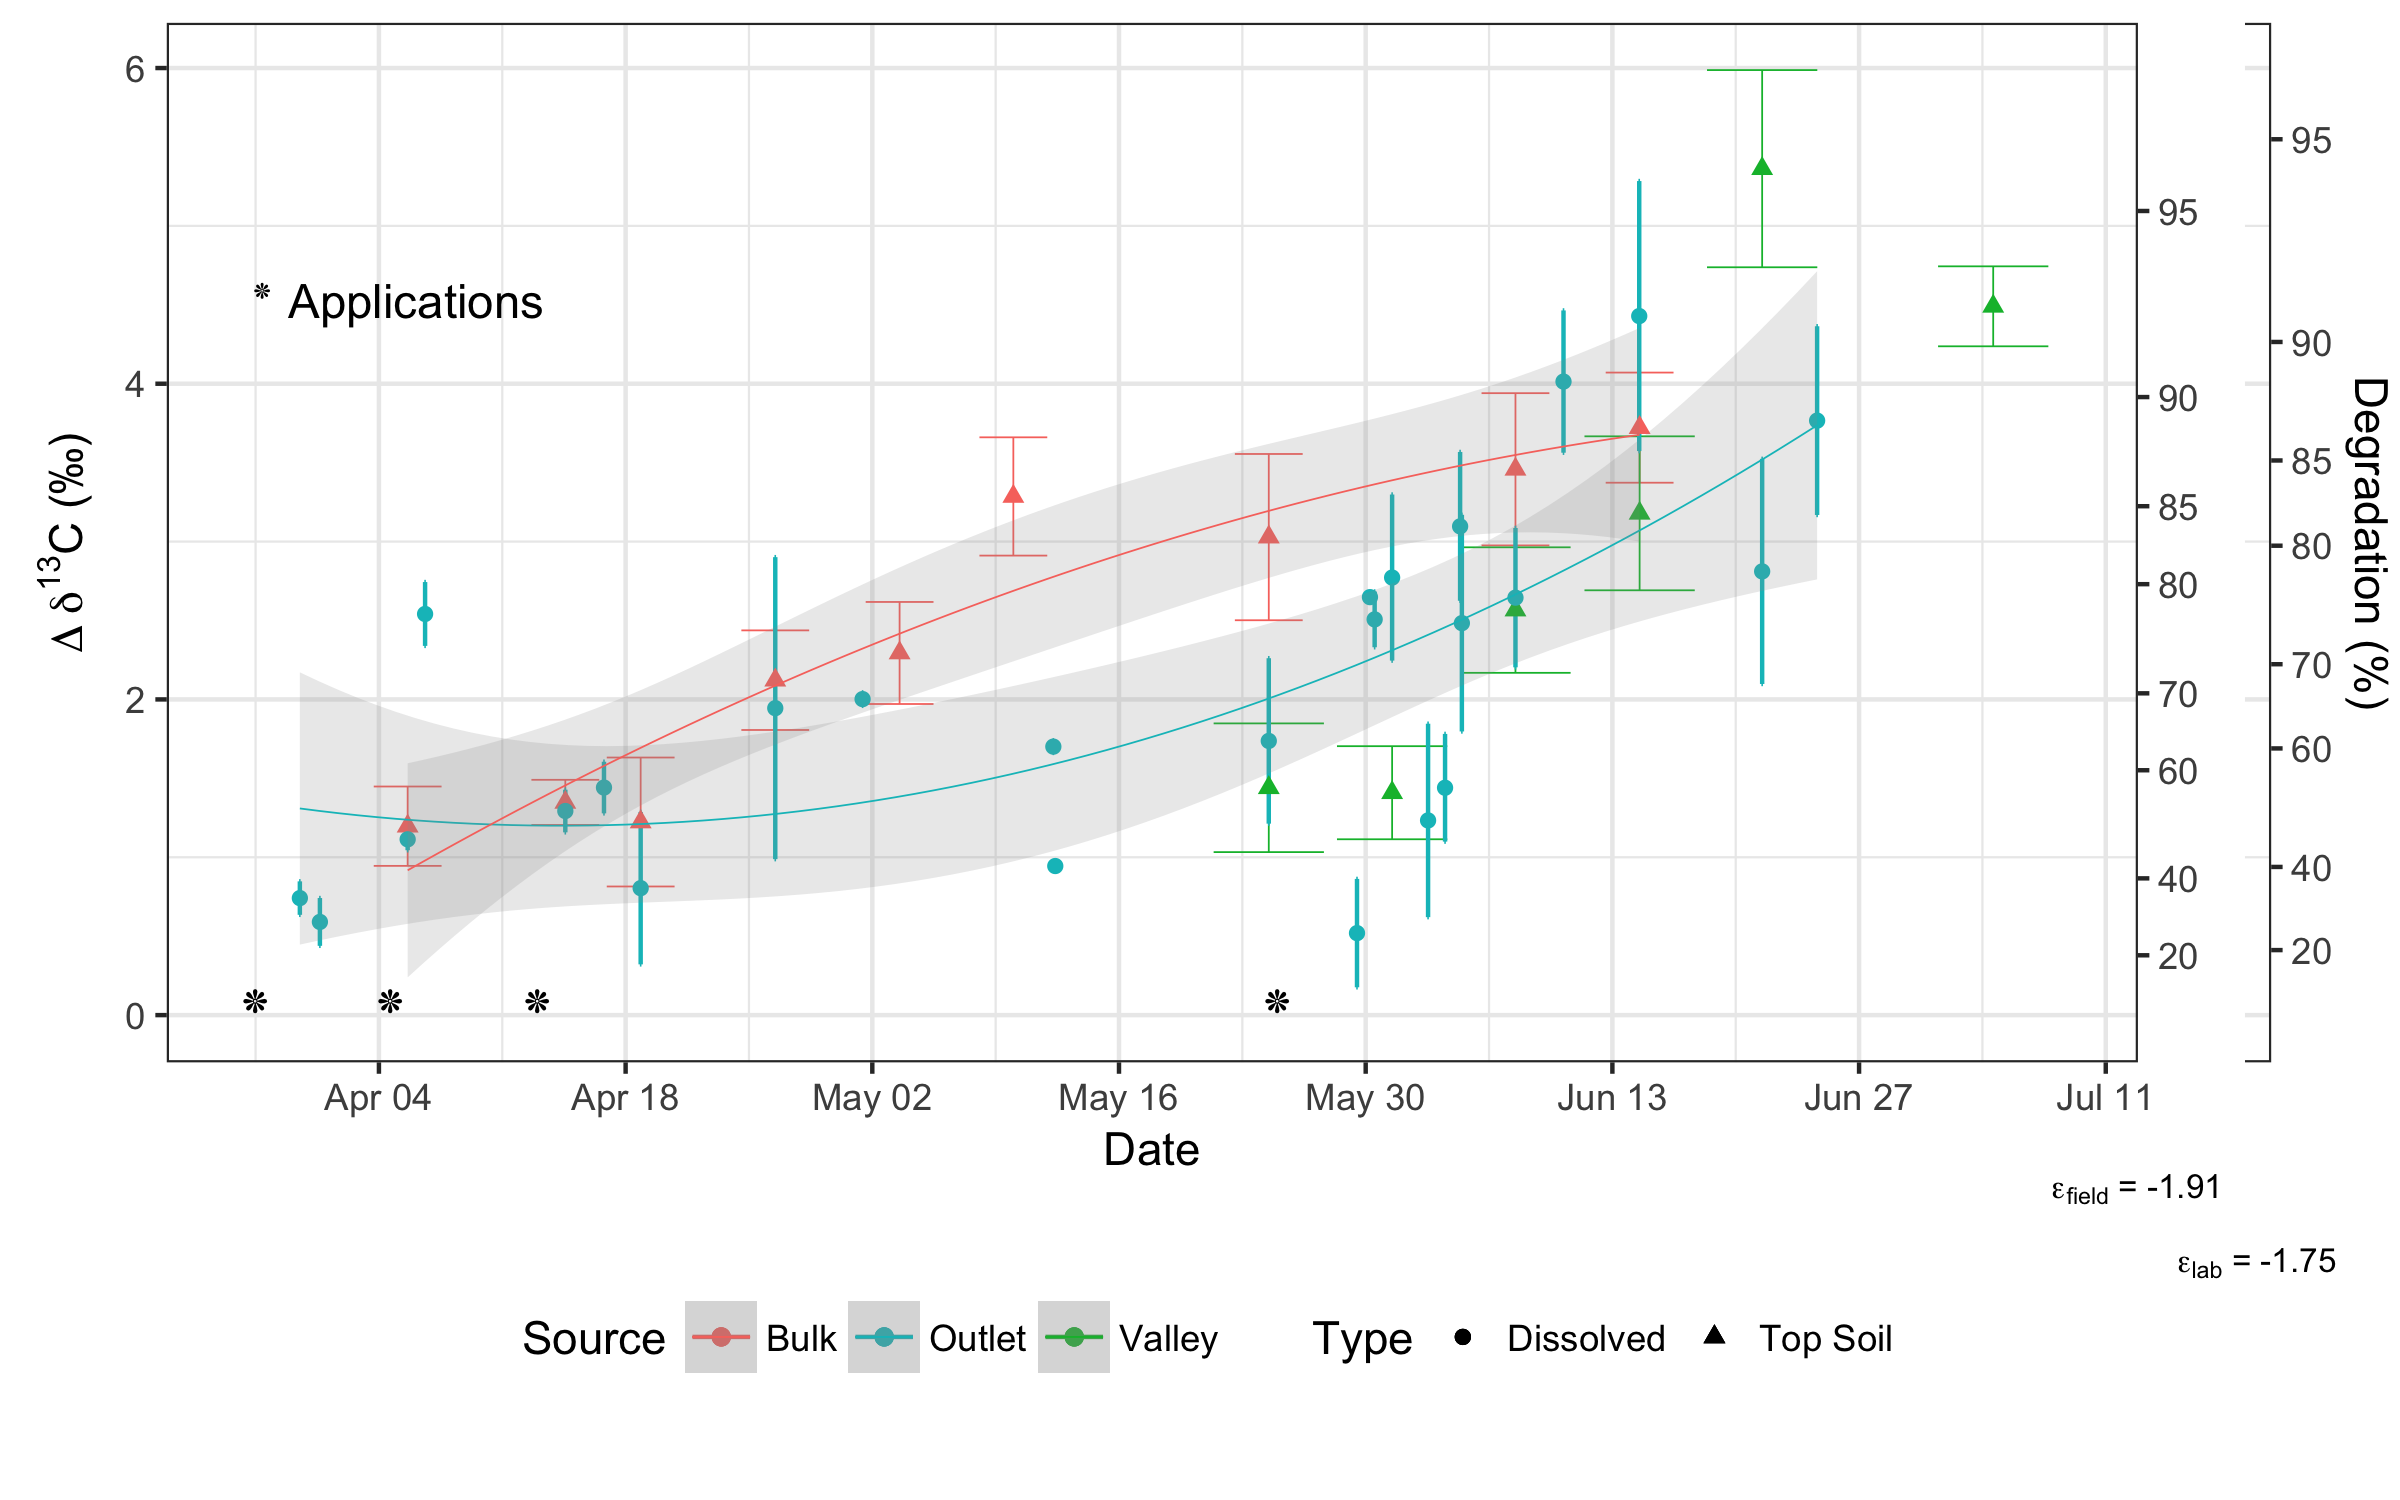 6
4
2
0
Δ δ13C (‰)
* Applications
* * * *
95
90
85
80
70
60
40
20
95
90
85
80
70
60
40
20
Degradation (%)
Apr 04 Apr 18 May 02 May 16 May 30 Jun 13 Jun 27 Jul 11
Date
εfield = -1.91
εlab = -1.75
Source Bulk Outlet Valley Type Dissolved Top Soil